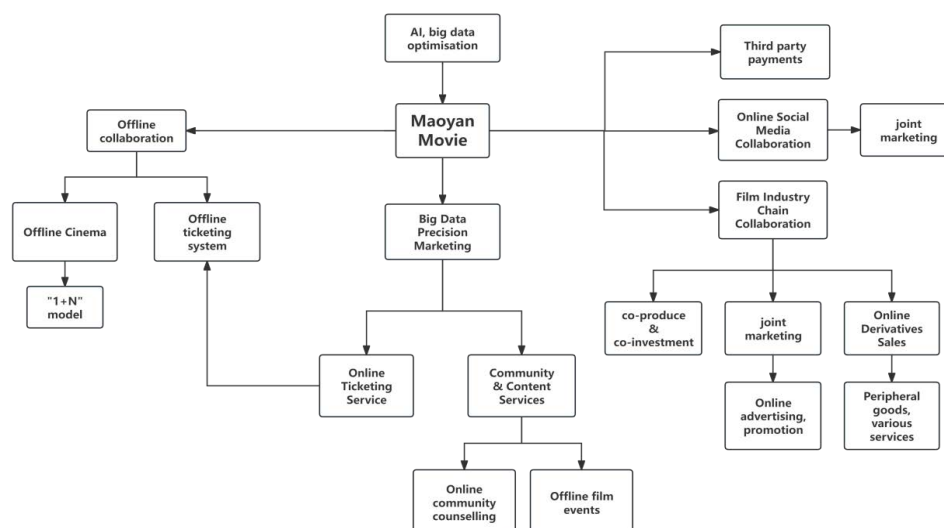 AI, big data
optimisation
Third party
payments
Offline
collaboration
Maoyan
Movie
Online Social
Media
Collaboration
joint
marketing
Offline Cinema
Offline
ticketing
system
Big Data
Precision
Marketing
Film Industry
Chain
Collaboration
"1+N"
model
co-produce
&
co-investment
joint
marketing
Online
Derivatives
Sales
Online
Ticketing
Service
Community
& Content
Services
Online
advertising,
promotion
Peripheral
goods,
various
services
Online
community
counselling
Offline film
events